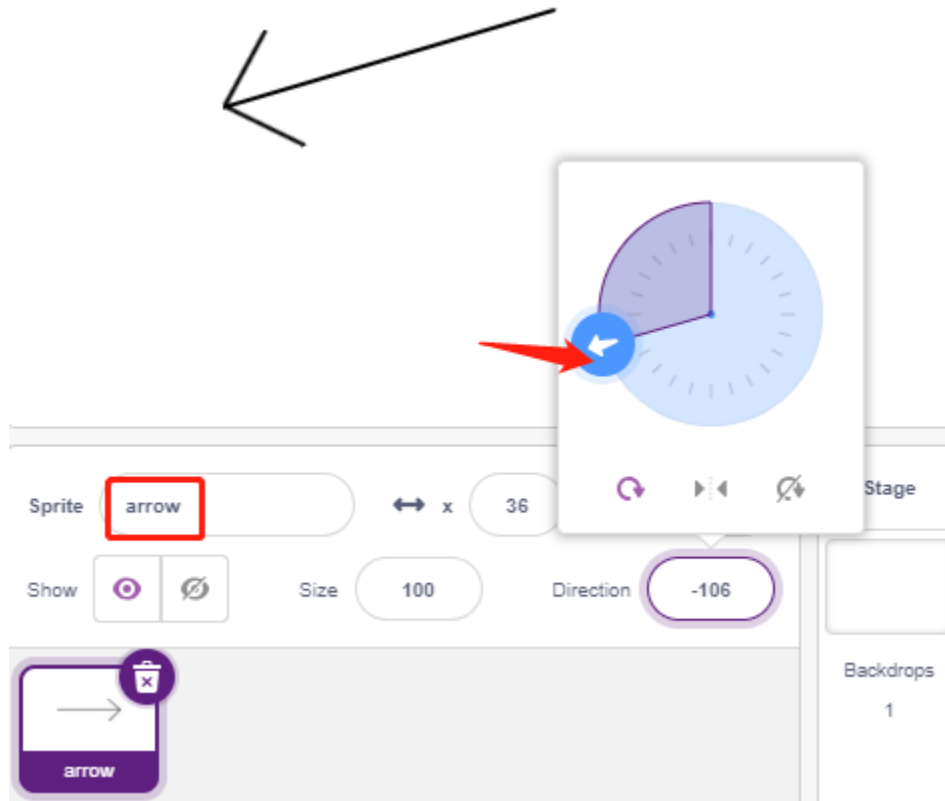 Sprite arrow x 36 Stage
Show Size 100 Direction -106
Backdrops
1
arrow